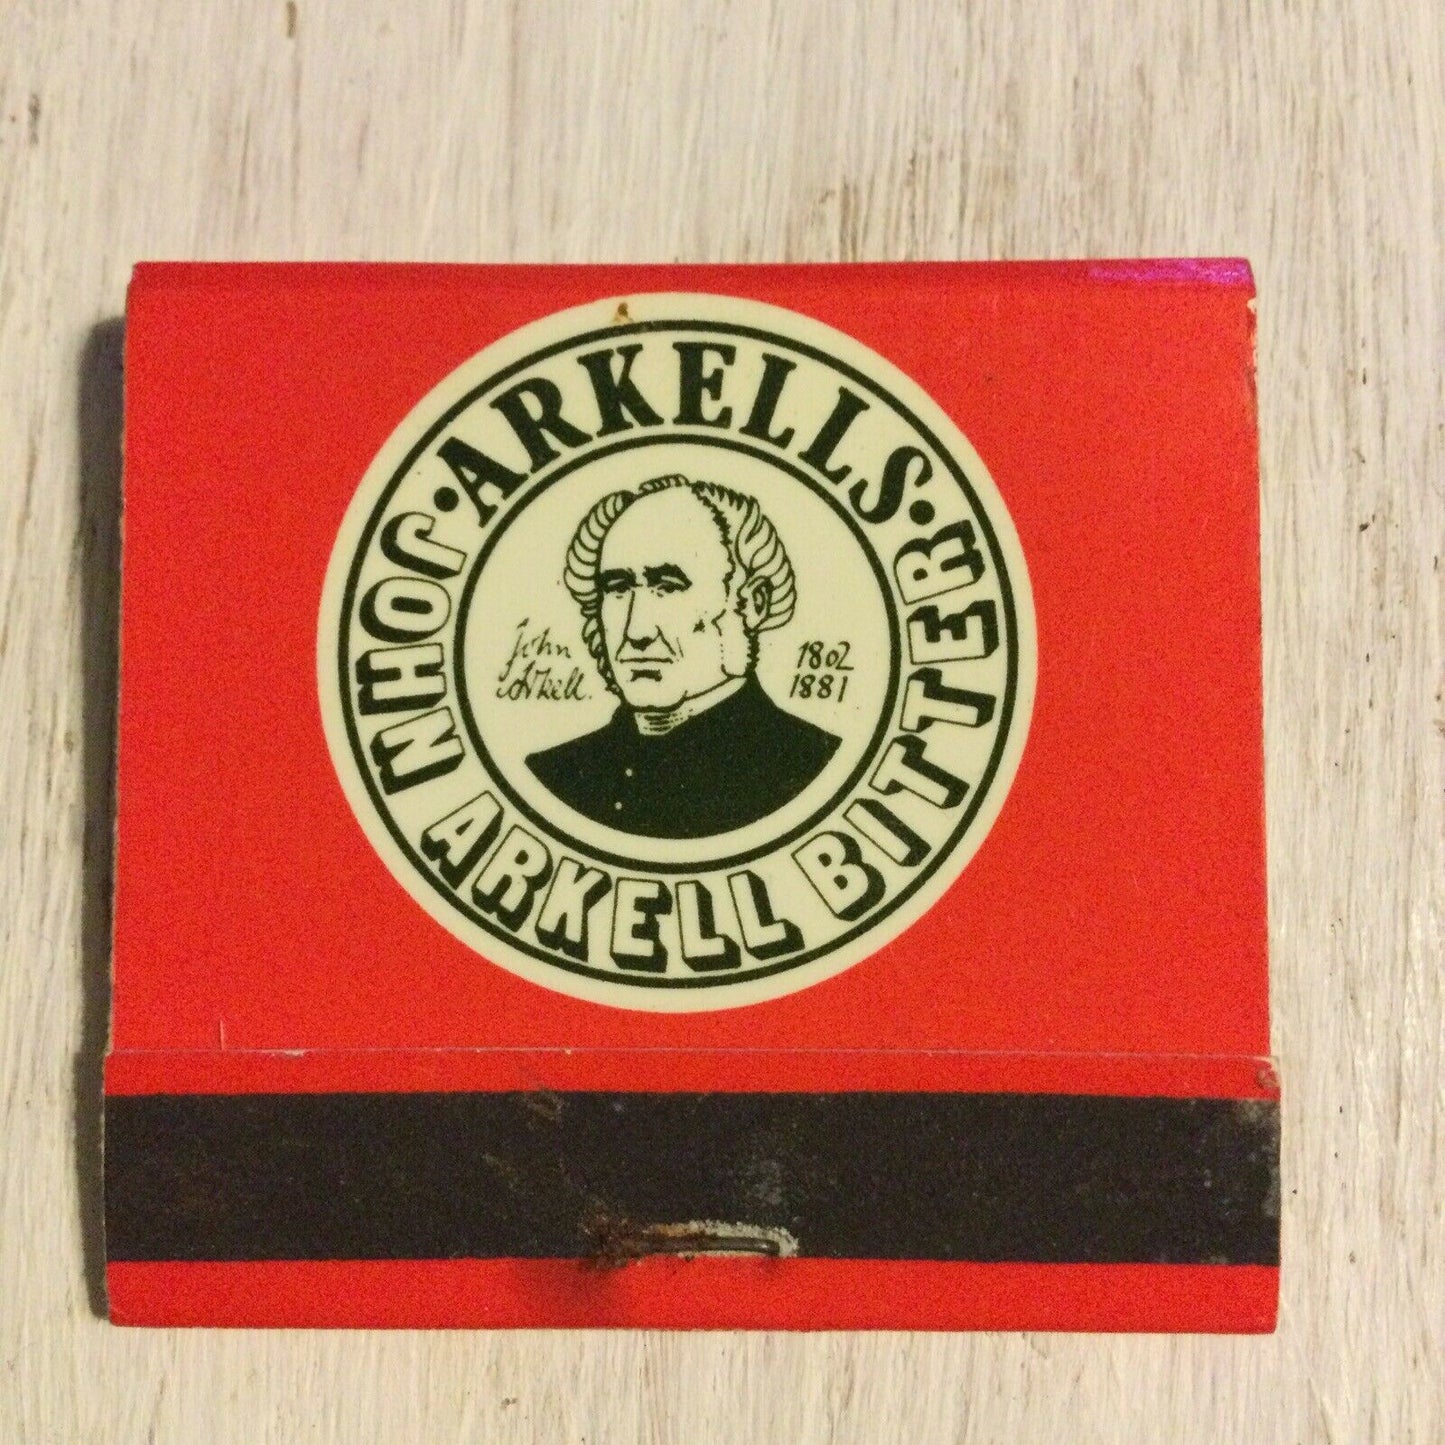 ·ARKELLS·
JOHN ARKELL BITTER
John
Arkell.
1802
1881